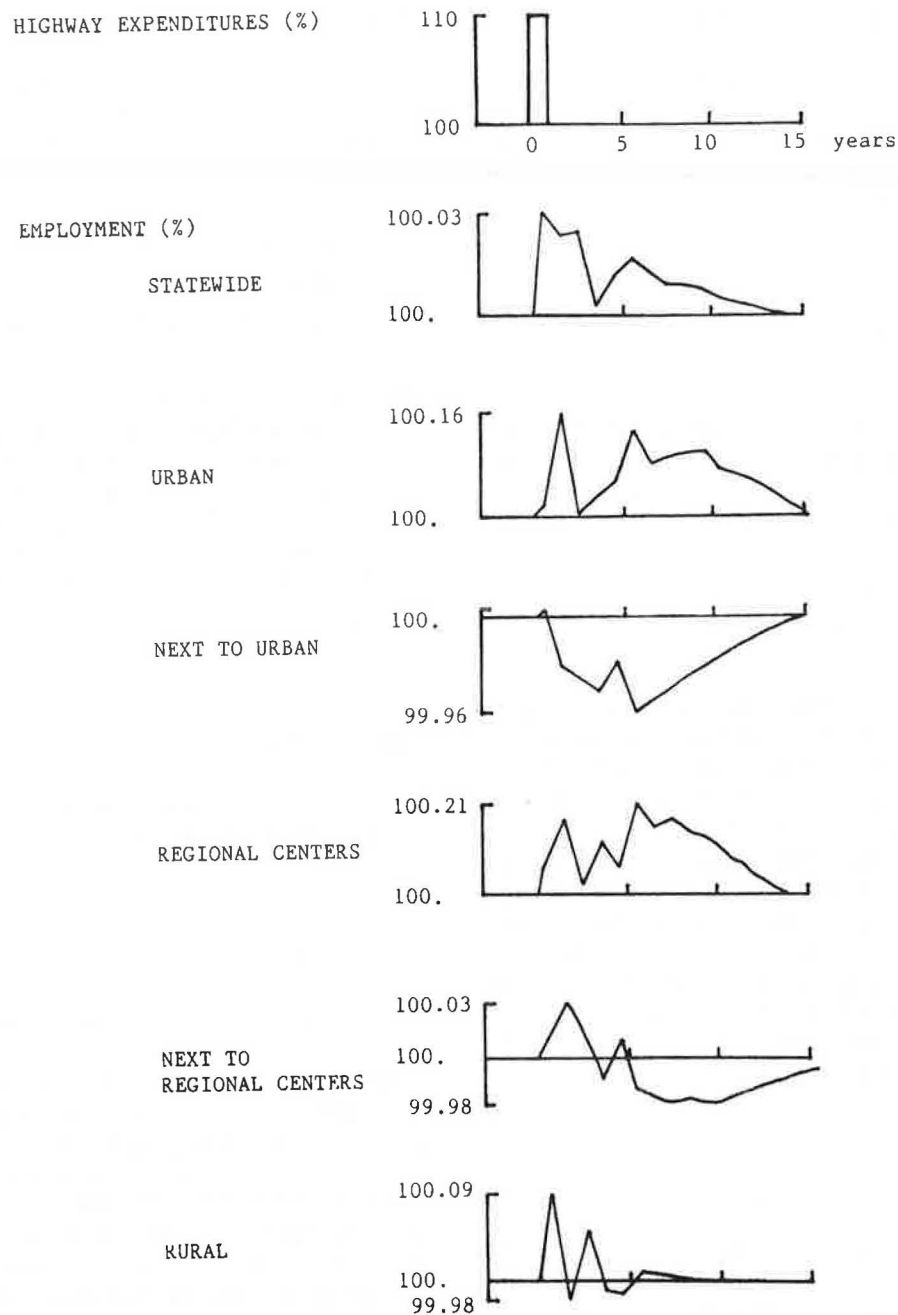 HIGHWAY EXPENDITURES (%)
110
100
0 5 10 15 years
EMPLOYMENT (%)
STATEWIDE
100.03
100.
URBAN
100.16
100.
NEXT TO URBAN
100.
99.96
REGIONAL CENTERS
100.21
100.
NEXT TO
REGIONAL CENTERS
100.03
100.
99.98
RURAL
100.09
100.
99.98